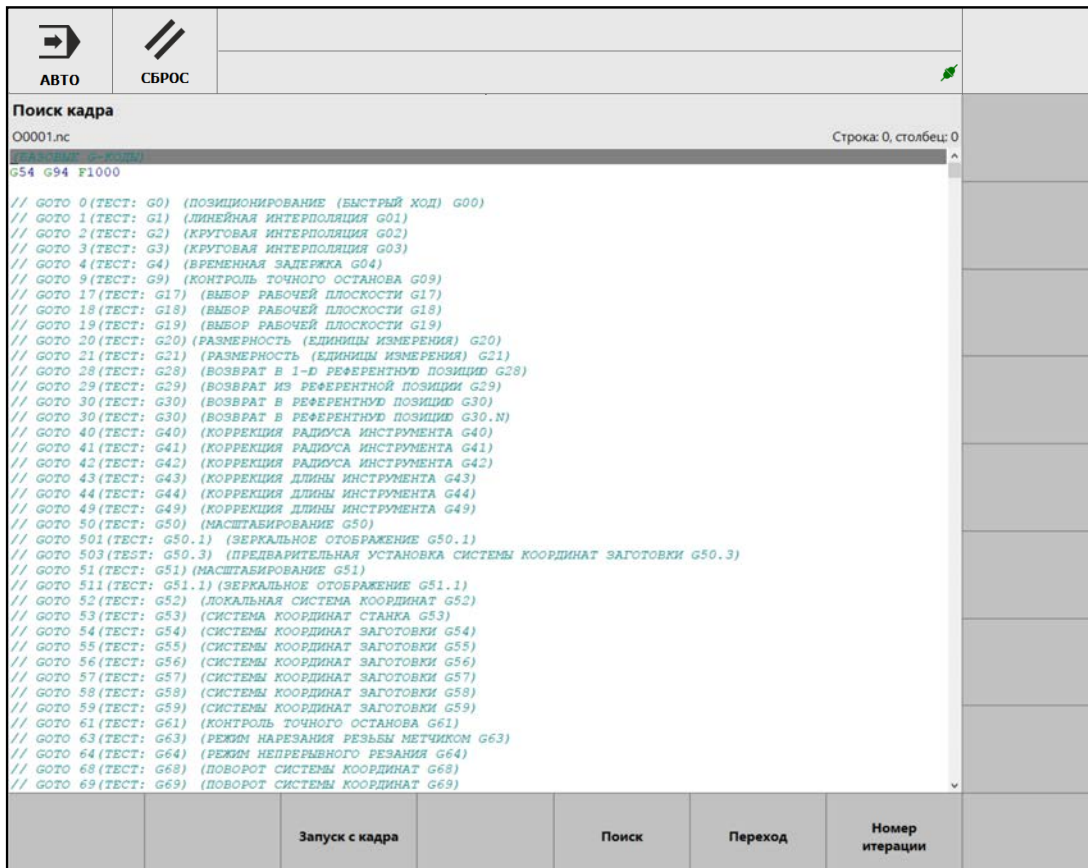 АВТО
СБРОС
Поиск кадра
O0001.nc
Строка: 0, столбец: 0
(БАЗОВЫЕ G-КОДЫ)
G54 G94 F1000
// GOTO 0(ТЕСТ: G0) (ПОЗИЦИОНИРОВАНИЕ (БЫСТРЫЙ ХОД) G00)
// GOTO 1(ТЕСТ: G1) (ЛИНЕЙНАЯ ИНТЕРПОЛЯЦИЯ G01)
// GOTO 2(ТЕСТ: G2) (КРУГОВАЯ ИНТЕРПОЛЯЦИЯ G02)
// GOTO 3(ТЕСТ: G3) (КРУГОВАЯ ИНТЕРПОЛЯЦИЯ G03)
// GOTO 4(ТЕСТ: G4) (ВРЕМЕННАЯ ЗАДЕРЖКА G04)
// GOTO 9(ТЕСТ: G9) (КОНТРОЛЬ ТОЧНОГО ОСТАНОВА G09)
// GOTO 17(ТЕСТ: G17) (ВЫБОР РАБОЧЕЙ ПЛОСКОСТИ G17)
// GOTO 18(ТЕСТ: G18) (ВЫБОР РАБОЧЕЙ ПЛОСКОСТИ G18)
// GOTO 19(ТЕСТ: G19) (ВЫБОР РАБОЧЕЙ ПЛОСКОСТИ G19)
// GOTO 20(ТЕСТ: G20)(РАЗМЕРНОСТЬ (ЕДИНИЦЫ ИЗМЕРЕНИЯ) G20)
// GOTO 21(ТЕСТ: G21) (РАЗМЕРНОСТЬ (ЕДИНИЦЫ ИЗМЕРЕНИЯ) G21)
// GOTO 28(ТЕСТ: G28) (ВОЗВРАТ В 1-Ю РЕФЕРЕНТНУЮ ПОЗИЦИЮ G28)
// GOTO 29(ТЕСТ: G29) (ВОЗВРАТ ИЗ РЕФЕРЕНТНОЙ ПОЗИЦИИ G29)
// GOTO 30(ТЕСТ: G30) (ВОЗВРАТ В РЕФЕРЕНТНУЮ ПОЗИЦИЮ G30)
// GOTO 30(ТЕСТ: G30) (ВОЗВРАТ В РЕФЕРЕНТНУЮ ПОЗИЦИЮ G30.N)
// GOTO 40(ТЕСТ: G40) (КОРРЕКЦИЯ РАДИУСА ИНСТРУМЕНТА G40)
// GOTO 41(ТЕСТ: G41) (КОРРЕКЦИЯ РАДИУСА ИНСТРУМЕНТА G41)
// GOTO 42(ТЕСТ: G42) (КОРРЕКЦИЯ РАДИУСА ИНСТРУМЕНТА G42)
// GOTO 43(ТЕСТ: G43) (КОРРЕКЦИЯ ДЛИНЫ ИНСТРУМЕНТА G43)
// GOTO 44(ТЕСТ: G44) (КОРРЕКЦИЯ ДЛИНЫ ИНСТРУМЕНТА G44)
// GOTO 49(ТЕСТ: G49) (КОРРЕКЦИЯ ДЛИНЫ ИНСТРУМЕНТА G49)
// GOTO 50(ТЕСТ: G50) (МАСШТАБИРОВАНИЕ G50)
// GOTO 501(ТЕСТ: G50.1) (ЗЕРКАЛЬНОЕ ОТОБРАЖЕНИЕ G50.1)
// GOTO 503(TEST: G50.3) (ПРЕДВАРИТЕЛЬНАЯ УСТАНОВКА СИСТЕМЫ КООРДИНАТ ЗАГОТОВКИ G50.3)
// GOTO 51(ТЕСТ: G51)(МАСШТАБИРОВАНИЕ G51)
// GOTO 511(ТЕСТ: G51.1)(ЗЕРКАЛЬНОЕ ОТОБРАЖЕНИЕ G51.1)
// GOTO 52(ТЕСТ: G52) (ЛОКАЛЬНАЯ СИСТЕМА КООРДИНАТ G52)
// GOTO 53(ТЕСТ: G53) (СИСТЕМА КООРДИНАТ СТАНКА G53)
// GOTO 54(ТЕСТ: G54) (СИСТЕМЫ КООРДИНАТ ЗАГОТОВКИ G54)
// GOTO 55(ТЕСТ: G55) (СИСТЕМЫ КООРДИНАТ ЗАГОТОВКИ G55)
// GOTO 56(ТЕСТ: G56) (СИСТЕМЫ КООРДИНАТ ЗАГОТОВКИ G56)
// GOTO 57(ТЕСТ: G57) (СИСТЕМЫ КООРДИНАТ ЗАГОТОВКИ G57)
// GOTO 58(ТЕСТ: G58) (СИСТЕМЫ КООРДИНАТ ЗАГОТОВКИ G58)
// GOTO 59(ТЕСТ: G59) (СИСТЕМЫ КООРДИНАТ ЗАГОТОВКИ G59)
// GOTO 61(ТЕСТ: G61) (КОНТРОЛЬ ТОЧНОГО ОСТАНОВА G61)
// GOTO 63(ТЕСТ: G63) (РЕЖИМ НАРЕЗАНИЯ РЕЗЬБЫ МЕТЧИКОМ G63)
// GOTO 64(ТЕСТ: G64) (РЕЖИМ НЕПРЕРЫВНОГО РЕЗАНИЯ G64)
// GOTO 68(ТЕСТ: G68) (ПОВОРОТ СИСТЕМЫ КООРДИНАТ G68)
// GOTO 69(ТЕСТ: G69) (ПОВОРОТ СИСТЕМЫ КООРДИНАТ G69)
Запуск с кадра
Поиск
Переход
Номер
итерации